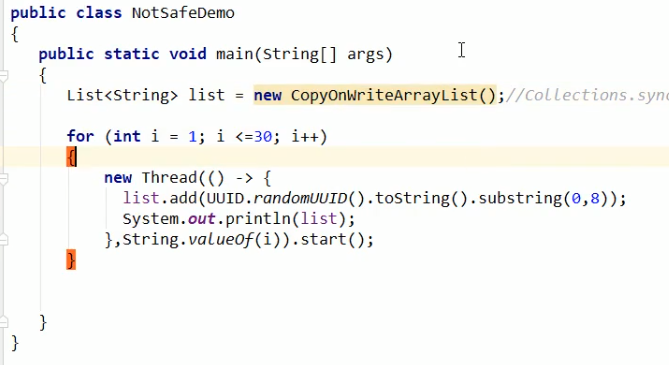 public class NotSafeDemo
{
public static void main(String[] args)
{
List<String> list = new CopyOnWriteArrayList();//Collections.sync
for (int i = 1; i <=30; i++)
{
new Thread(() -> {
list.add(UUID.randomUUID().toString().substring(0,8));
System.out.println(list);
},String.valueOf(i)).start();
}
}
}